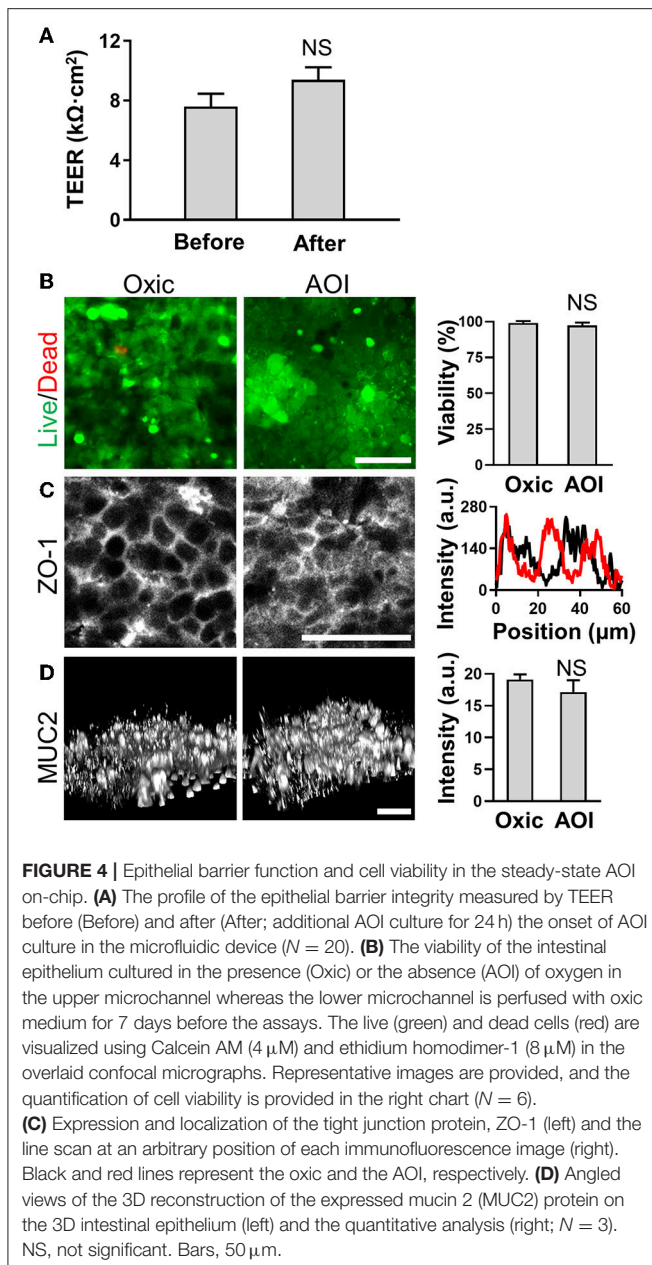 A
TEER (kΩ·cm²)
12
8
4
0
NS
Before
After
B
Oxic
AOI
Live/Dead
Viability (%)
100
75
50
25
0
NS
Oxic
AOI
C
ZO-1
Intensity (a.u.)
280
140
0
0
20
40
60
Position (μm)
D
MUC2
Intensity (a.u.)
20
15
10
5
0
NS
Oxic
AOI
FIGURE 4 | Epithelial barrier function and cell viability in the steady-state AOI
on-chip. (A) The profile of the epithelial barrier integrity measured by TEER
before (Before) and after (After; additional AOI culture for 24 h) the onset of AOI
culture in the microfluidic device (N = 20). (B) The viability of the intestinal
epithelium cultured in the presence (Oxic) or the absence (AOI) of oxygen in
the upper microchannel whereas the lower microchannel is perfused with oxic
medium for 7 days before the assays. The live (green) and dead cells (red) are
visualized using Calcein AM (4 μM) and ethidium homodimer-1 (8 μM) in the
overlaid confocal micrographs. Representative images are provided, and the
quantification of cell viability is provided in the right chart (N = 6).
(C) Expression and localization of the tight junction protein, ZO-1 (left) and the
line scan at an arbitrary position of each immunofluorescence image (right).
Black and red lines represent the oxic and the AOI, respectively. (D) Angled
views of the 3D reconstruction of the expressed mucin 2 (MUC2) protein on
the 3D intestinal epithelium (left) and the quantitative analysis (right; N = 3).
NS, not significant. Bars, 50 μm.